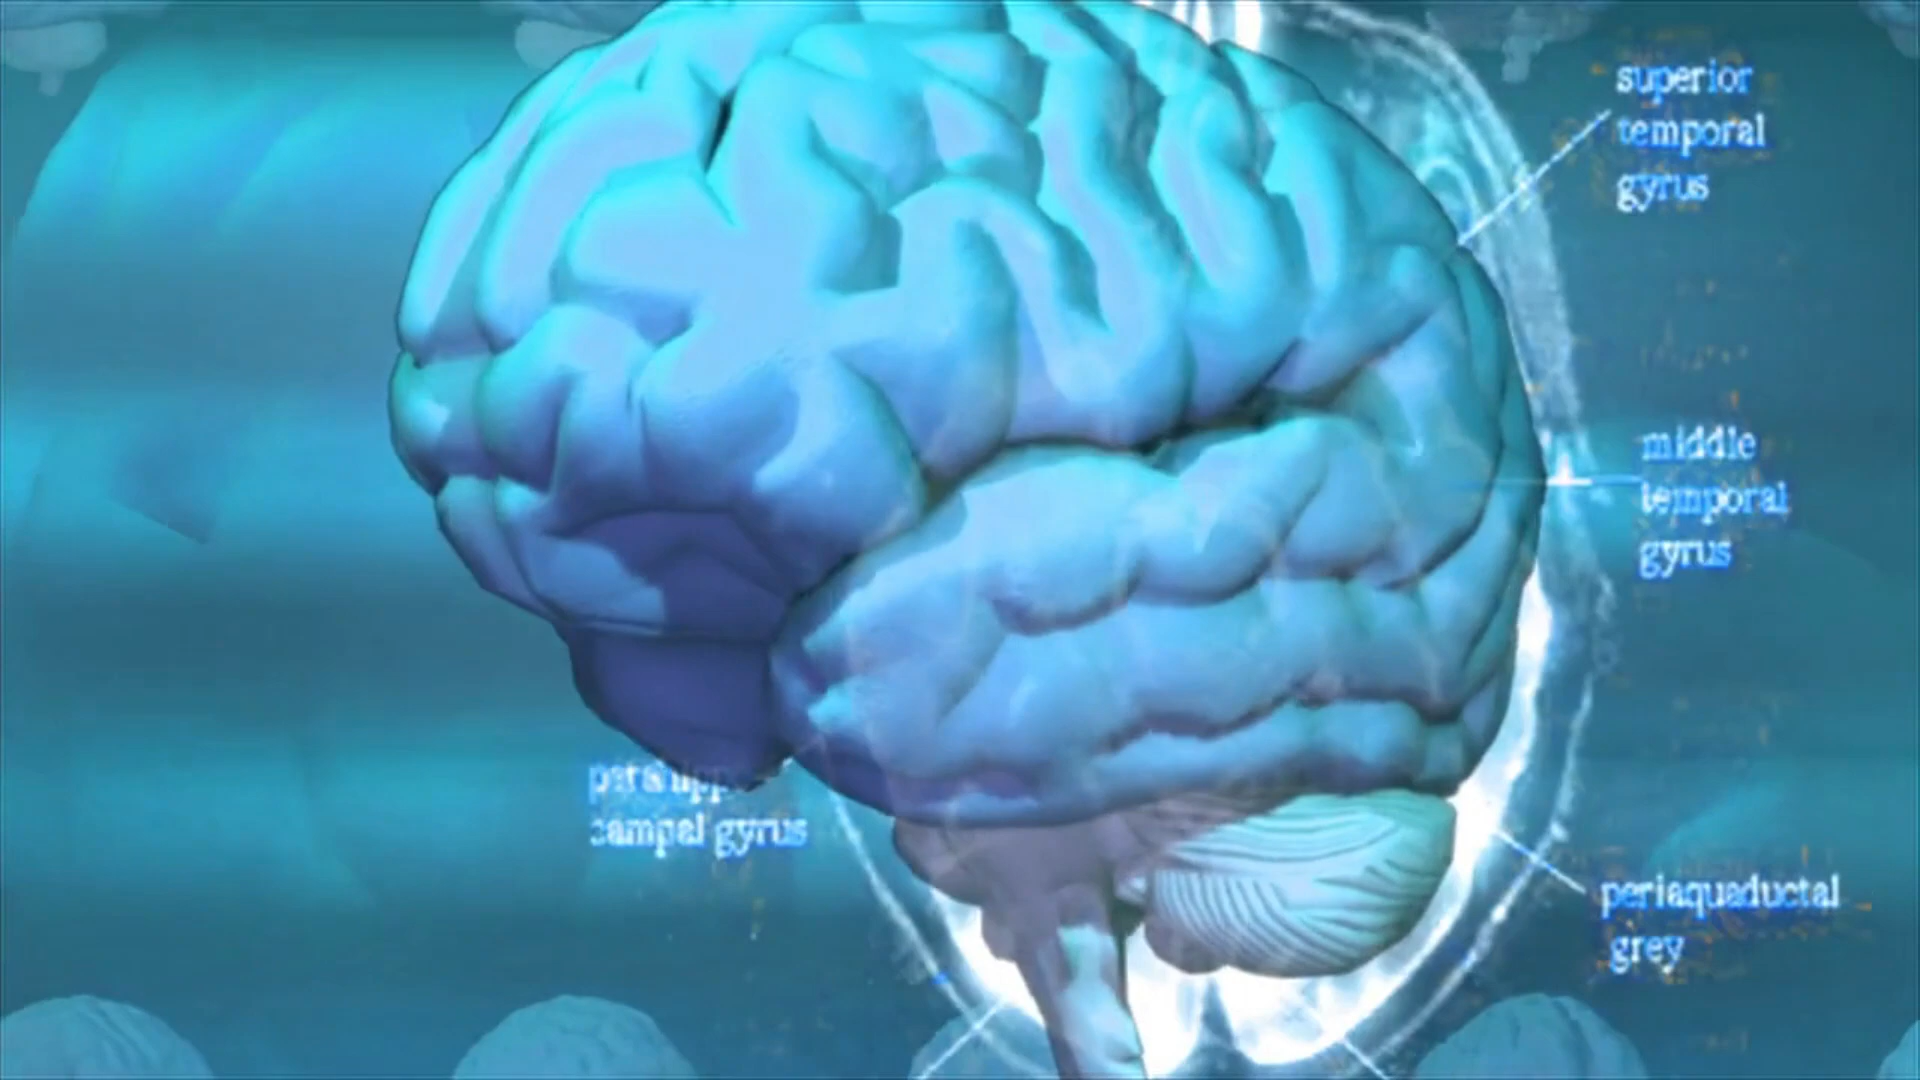 superior
temporal
gyrus
middle
temporal
gyrus
campal gyrus
periaquaductal
grey